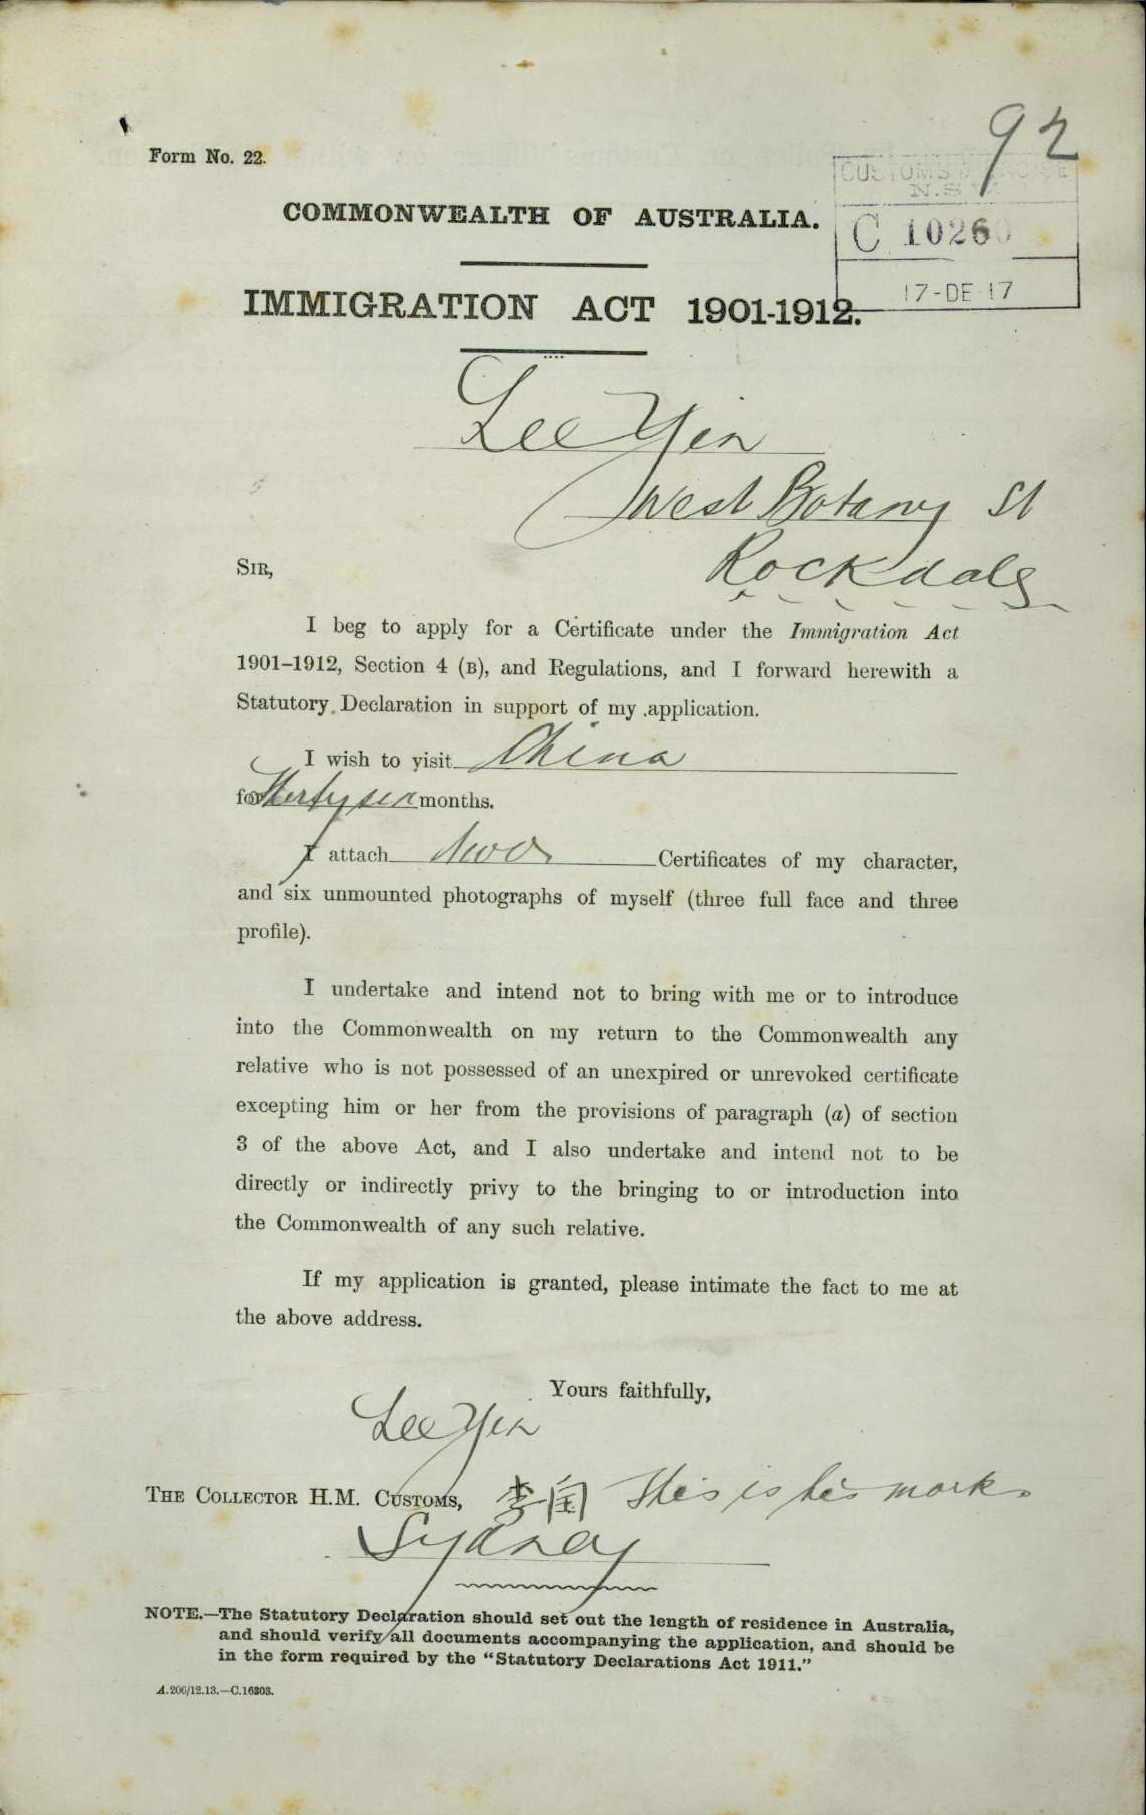 92
Form No. 22.
CUSTOMS
N.S.W.
C 10260
17-DE-17
COMMONWEALTH OF AUSTRALIA.
IMMIGRATION ACT 1901-1912.
Lee Yin
West Botany St
Rockdale
SIR,
I beg to apply for a Certificate under the Immigration Act
1901–1912, Section 4 (B), and Regulations, and I forward herewith a
Statutory Declaration in support of my application.
I wish to visit China
for Thirty six months.
I attach two Certificates of my character,
and six unmounted photographs of myself (three full face and three
profile).
I undertake and intend not to bring with me or to introduce
into the Commonwealth on my return to the Commonwealth any
relative who is not possessed of an unexpired or unrevoked certificate
excepting him or her from the provisions of paragraph (a) of section
3 of the above Act, and I also undertake and intend not to be
directly or indirectly privy to the bringing to or introduction into
the Commonwealth of any such relative.
If my application is granted, please intimate the fact to me at
the above address.
Yours faithfully,
Lee Yin
THE COLLECTOR H.M. CUSTOMS, 李 This is his mark.
Sydney
NOTE.—The Statutory Declaration should set out the length of residence in Australia,
and should verify all documents accompanying the application, and should be
in the form required by the "Statutory Declarations Act 1911."
A.206/12.13.—C.16303.